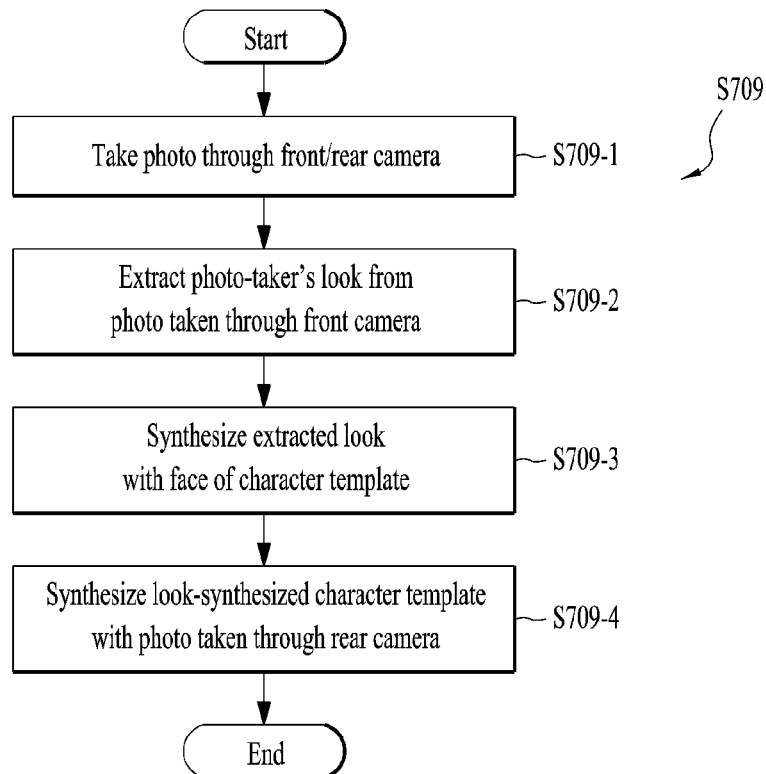 Start
S709
Take photo through front/rear camera
S709-1
Extract photo-taker's look from
photo taken through front camera
S709-2
Synthesize extracted look
with face of character template
S709-3
Synthesize look-synthesized character template
with photo taken through rear camera
S709-4
End